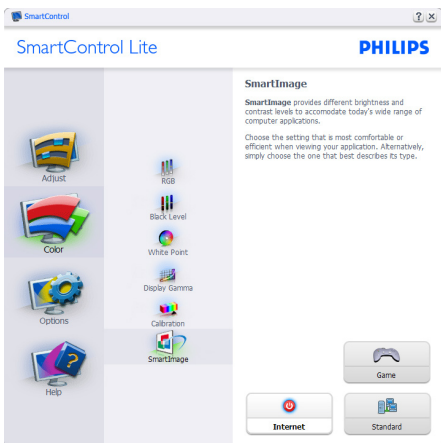 SmartControl
SmartControl Lite
PHILIPS
Adjust
Color
Options
Help
RGB
Black Level
White Point
Display Gamma
Calibration
SmartImage
SmartImage
SmartImage provides different brightness and
contrast levels to accomodate today's wide range of
computer applications.
Choose the setting that is most comfortable or
efficient when viewing your application. Alternatively,
simply choose the one that best describes its type.
Game
Internet
Standard